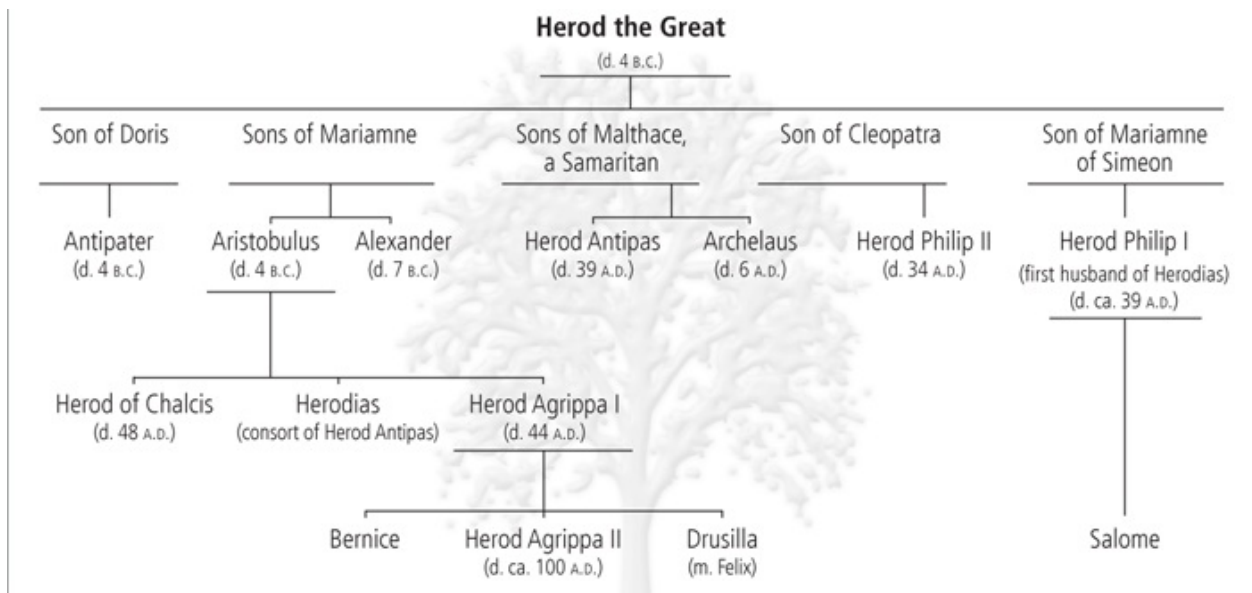 Herod the Great
(d. 4 B.C.)
Son of Doris
Sons of Mariamne
Sons of Malthace,
a Samaritan
Son of Cleopatra
Son of Mariamne
of Simeon
Antipater
(d. 4 B.C.)
Aristobulus
(d. 4 B.C.)
Alexander
(d. 7 B.C.)
Herod Antipas
(d. 39 A.D.)
Archelaus
(d. 6 A.D.)
Herod Philip II
(d. 34 A.D.)
Herod Philip I
(first husband of Herodias)
(d. ca. 39 A.D.)
Herod of Chalcis
(d. 48 A.D.)
Herodias
(consort of Herod Antipas)
Herod Agrippa I
(d. 44 A.D.)
Bernice
Herod Agrippa II
(d. ca. 100 A.D.)
Drusilla
(m. Felix)
Salome